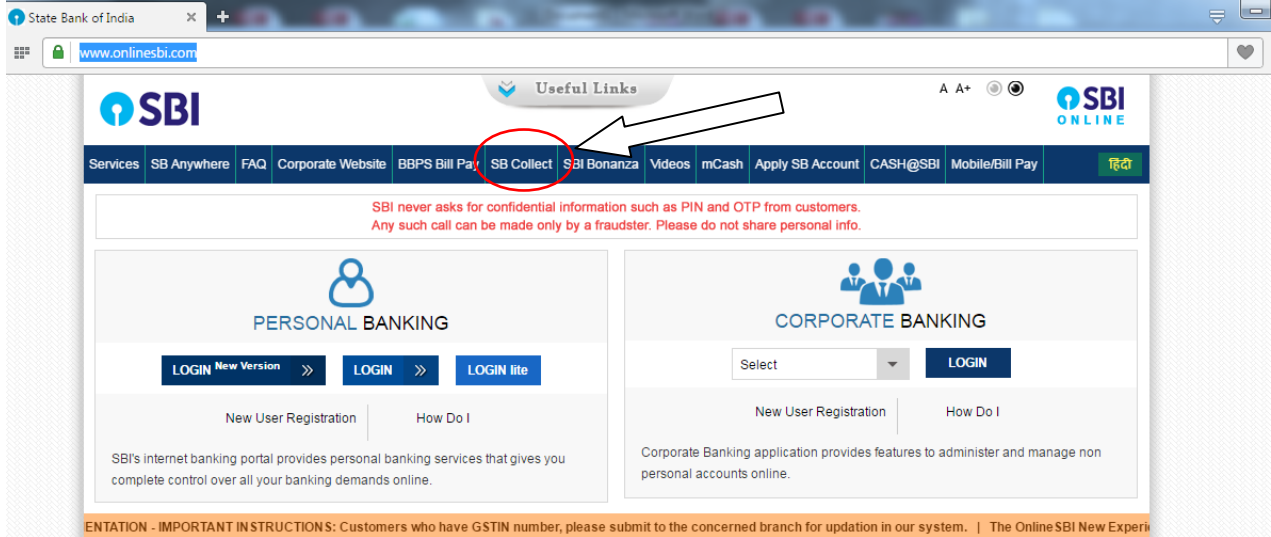 State Bank of India
www.onlinesbi.com
SBI
Useful Links
A A+
SBI
ONLINE
Services SB Anywhere FAQ Corporate Website BBPS Bill Pay SB Collect SBI Bonanza Videos mCash Apply SB Account CASH@SBI Mobile/Bill Pay हिंदी
SBI never asks for confidential information such as PIN and OTP from customers.
Any such call can be made only by a fraudster. Please do not share personal info.
PERSONAL BANKING
LOGIN New Version LOGIN LOGIN lite
New User Registration How Do I
SBI's internet banking portal provides personal banking services that gives you
complete control over all your banking demands online.
CORPORATE BANKING
Select LOGIN
New User Registration How Do I
Corporate Banking application provides features to administer and manage non
personal accounts online.
ENTATION - IMPORTANT INSTRUCTIONS: Customers who have GSTIN number, please submit to the concerned branch for updation in our system. | The OnlineSBI New Experi